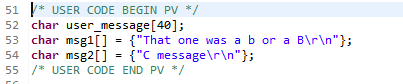 51 /* USER CODE BEGIN PV */
52 char user_message[40];
53 char msg1[] = {"That one was a b or a B\r\n"};
54 char msg2[] = {"C message\r\n"};
55 /* USER CODE END PV */